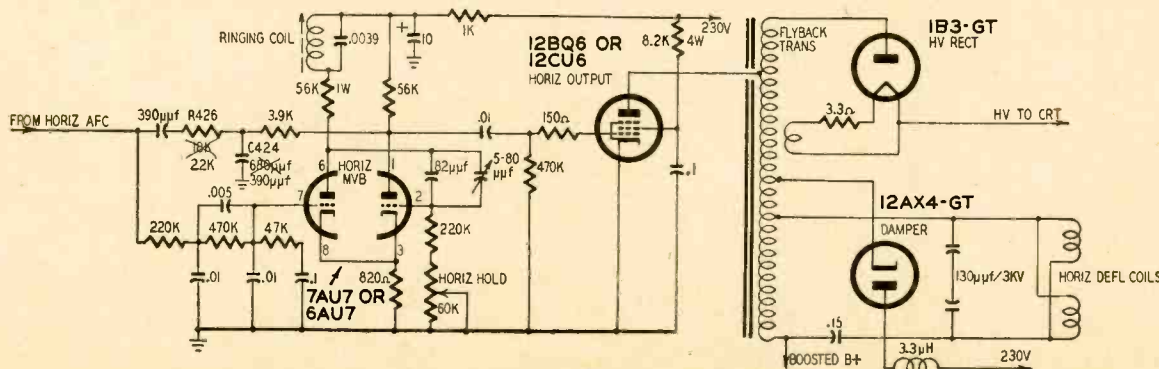 RINGING COIL
.0039
+
10
1K
230V
8.2K
4W
FLYBACK
TRANS
1B3-GT
HV RECT
12BQ6 OR
12CU6
HORIZ OUTPUT
56K
1W
56K
3.3Ω
HV TO CRT
FROM HORIZ AFC
390μμf
R426
18K
22K
3.9K
C424
680μμf
390μμf
.01
150Ω
470K
.1
6
HORIZ
MVB
1
82μμf
5-80
μμf
.005
7
2
12AX4-GT
DAMPER
220K
470K
47K
8
3
220K
.01
.01
.1
820Ω
HORIZ HOLD
60K
7AU7 OR
6AU7
130μμf/3KV
HORIZ DEFL COILS
.15
BOOSTED B+
3.3μH
230V